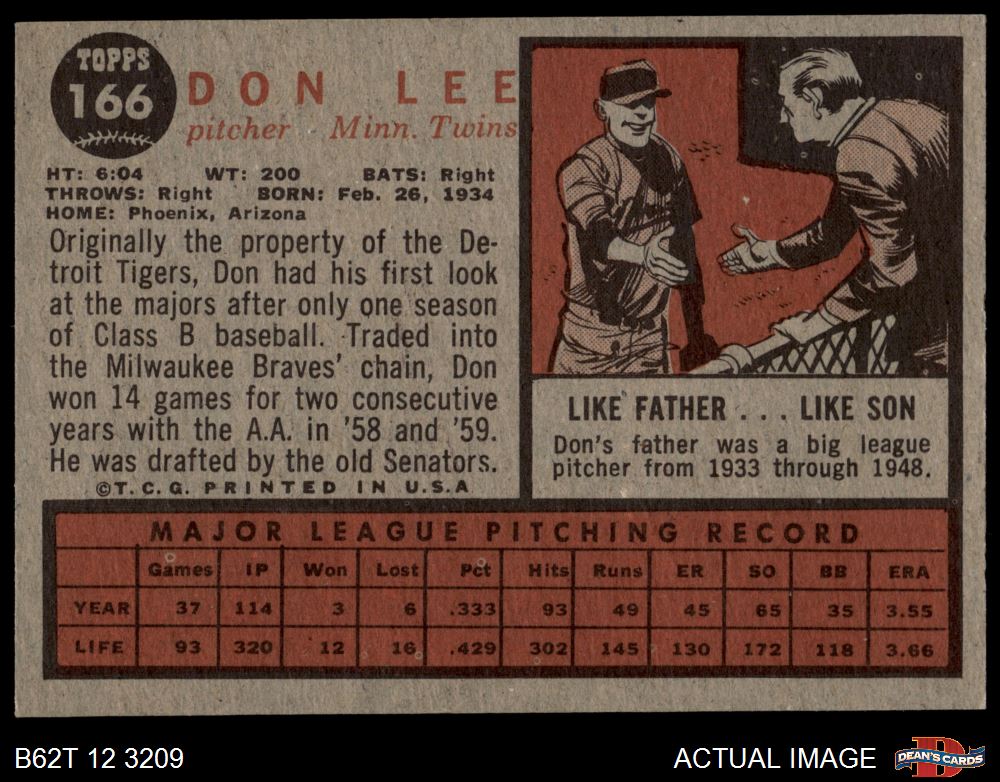 TOPPS
166
DON LEE
pitcher Minn. Twins
HT: 6:04 WT: 200 BATS: Right
THROWS: Right BORN: Feb. 26, 1934
HOME: Phoenix, Arizona
Originally the property of the De-
troit Tigers, Don had his first look
at the majors after only one season
of Class B baseball. Traded into
the Milwaukee Braves' chain, Don
won 14 games for two consecutive
years with the A.A. in '58 and '59.
He was drafted by the old Senators.
©T.C.G. PRINTED IN U.S.A
LIKE FATHER . . . LIKE SON
Don's father was a big league
pitcher from 1933 through 1948.
MAJOR LEAGUE PITCHING RECORD
Games IP Won Lost Pct Hits Runs ER SO BB ERA
YEAR 37 114 3 6 .333 93 49 45 65 35 3.55
LIFE 93 320 12 16 .429 302 145 130 172 118 3.66
B62T 12 3209
ACTUAL IMAGE
DEAN'S CARDS